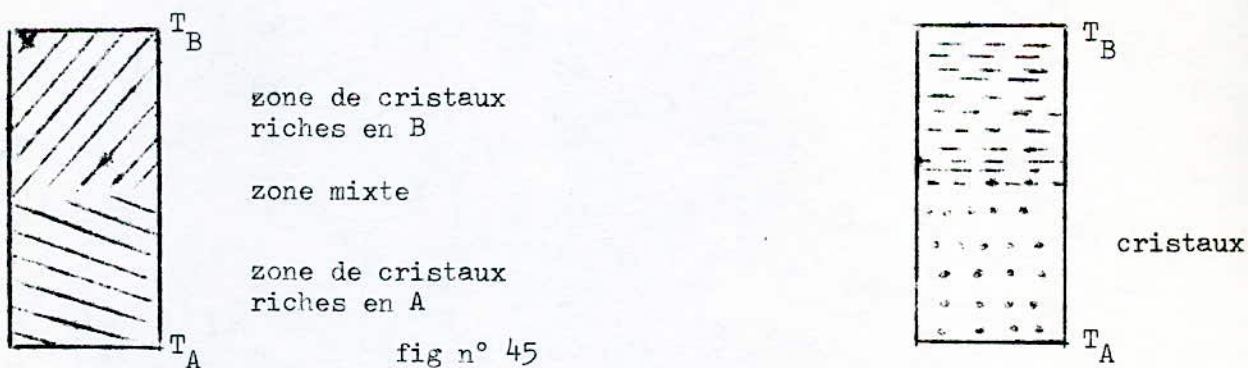 T_B
zone de cristaux
riches en B
zone mixte
zone de cristaux
riches en A
T_A
fig n° 45
T_B
cristaux
T_A